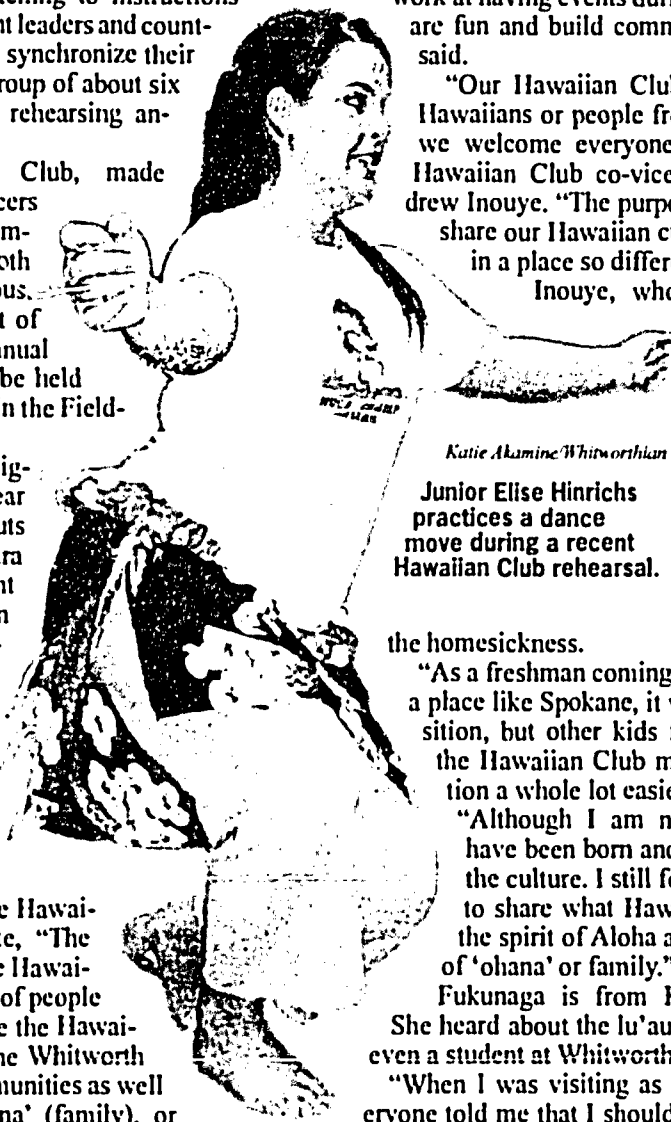 nt leaders and count-
synchronize their
roup of about six
rehearsing an-
Club, made
cers
m-
oth
ous.
t of
nnual
be held
n the Field-
ig-
ear
uts
ra
nt
n
e Hawai-
te, "The
e Hawai-
of people
e the Hawai-
he Whitworth
munities as well
na' (family), or
work at having events duri
are fun and build comm
said.
"Our Hawaiian Clu
Hawaiians or people fr
we welcome everyone
Hawaiian Club co-vice
drew Inouye. "The purpo
share our Hawaiian c
in a place so differ
Inouye, who
Katie Akamine/Whitworthian
Junior Elise Hinrichs
practices a dance
move during a recent
Hawaiian Club rehearsal.
the homesickness.
"As a freshman coming
a place like Spokane, it
sition, but other kids
the Hawaiian Club m
tion a whole lot easie
"Although I am n
have been born and
the culture. I still fe
to share what Haw
the spirit of Aloha a
of 'ohana' or family."
Fukunaga is from
She heard about the lu'au
even a student at Whitworth
"When I was visiting as
eryone told me that I should